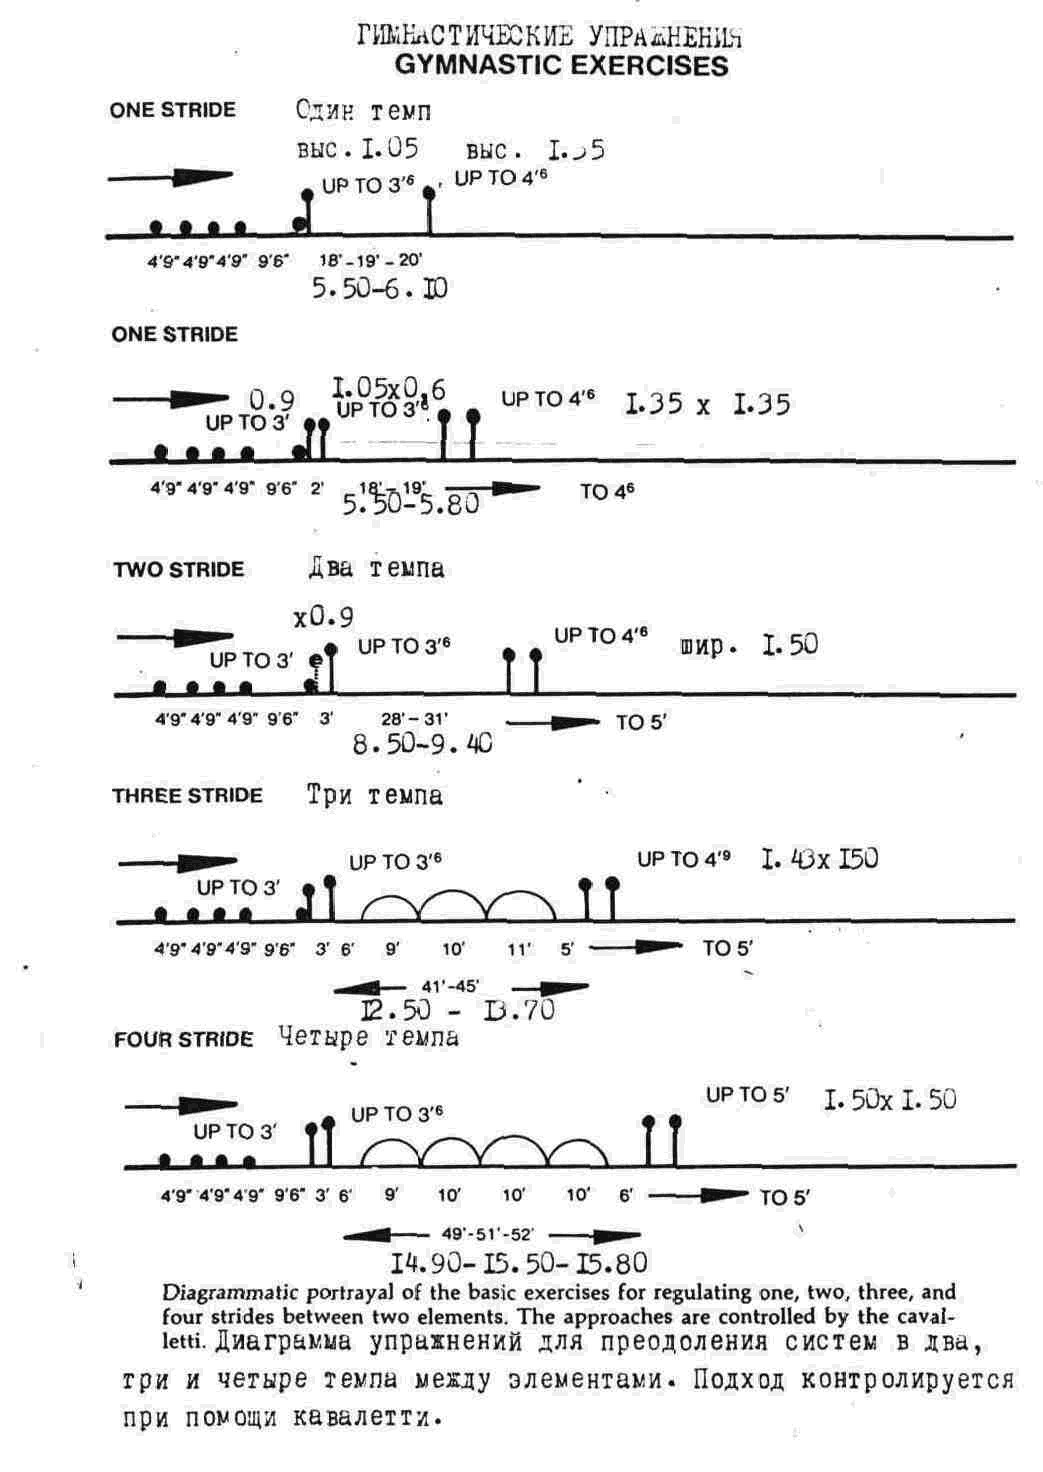 ГИМНАСТИЧЕСКИЕ УПРАЖНЕНИЯ
GYMNASTIC EXERCISES
ONE STRIDE Один темп
выс. I.05 выс. I.35
UP TO 3'⁶ UP TO 4'⁶
4'9" 4'9" 4'9" 9'6" 18'-19'-20'
5.50-6.10
ONE STRIDE
0.9 I.05x0,6
UP TO 3' UP TO 3'⁶ UP TO 4'⁶ I.35 x I.35
4'9" 4'9" 4'9" 9'6" 2' 18'-19' TO 4⁶
5.50-5.80
TWO STRIDE Два темпа
x0.9
UP TO 3' UP TO 3'⁶ UP TO 4'⁶ шир. I.50
4'9" 4'9" 4'9" 9'6" 3' 28'-31' TO 5'
8.50-9.40
THREE STRIDE Три темпа
UP TO 3' UP TO 3'⁶ UP TO 4'⁹ I.43x I50
4'9" 4'9" 4'9" 9'6" 3' 6' 9' 10' 11' 5' TO 5'
41'-45'
I2.50 - I3.70
FOUR STRIDE Четыре темпа
UP TO 3' UP TO 3'⁶ UP TO 5' I.50x I.50
4'9" 4'9" 4'9" 9'6" 3' 6' 9' 10' 10' 10' 6' TO 5'
49'-51'-52'
I4.90-I5.50-I5.80
Diagrammatic portrayal of the basic exercises for regulating one, two, three, and
four strides between two elements. The approaches are controlled by the caval-
letti. Диаграмма упражнений для преодоления систем в два,
три и четыре темпа между элементами. Подход контролируется
при помощи кавалетти.